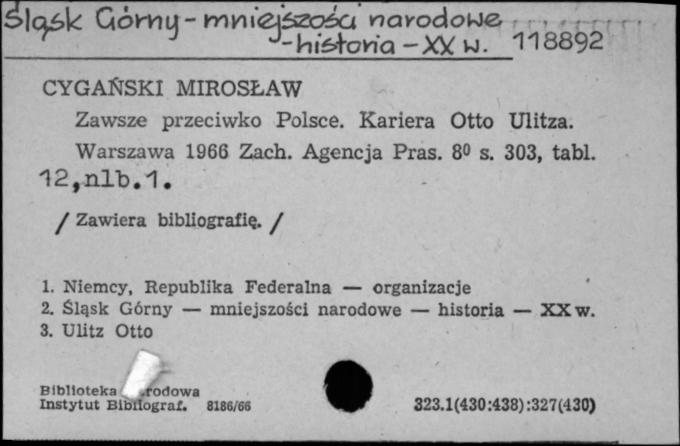 Śląsk Górny - mniejszości narodowe
- historia - XX w. 118892
CYGAŃSKI MIROSŁAW
Zawsze przeciwko Polsce. Kariera Otto Ulitza.
Warszawa 1966 Zach. Agencja Pras. 8⁰ s. 303, tabl.
12, nlb. 1.
/ Zawiera bibliografię. /
1. Niemcy, Republika Federalna — organizacje
2. Śląsk Górny — mniejszości narodowe — historia — XX w.
3. Ulitz Otto
Biblioteka
Instytut Bibliograf. 8186/66 323.1(430:438):327(430)